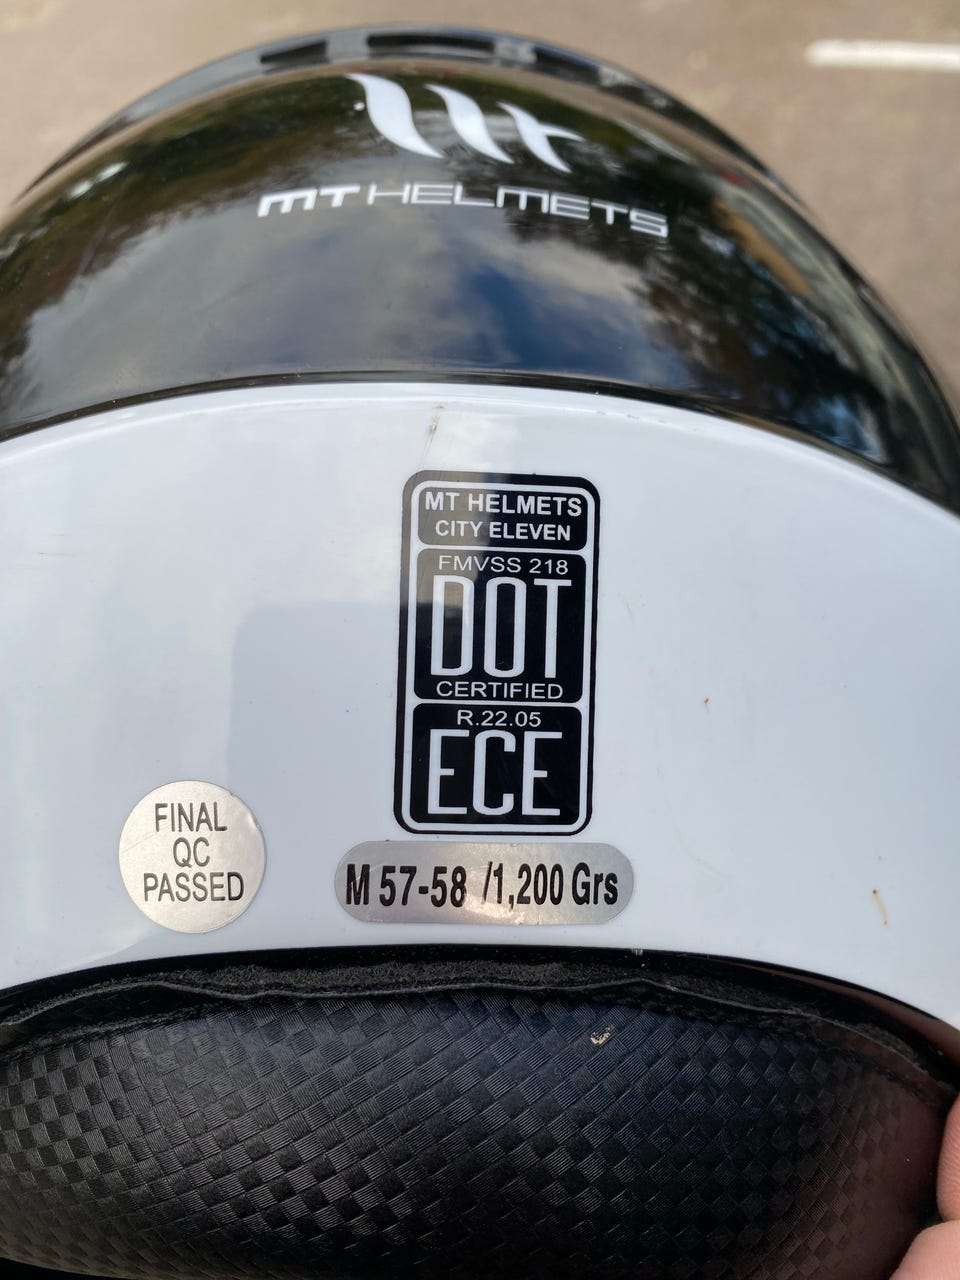 MT HELMETS
MT HELMETS
CITY ELEVEN
FMVSS 218
DOT
CERTIFIED
R.22.05
ECE
FINAL
QC
PASSED
M 57-58 /1,200 Grs